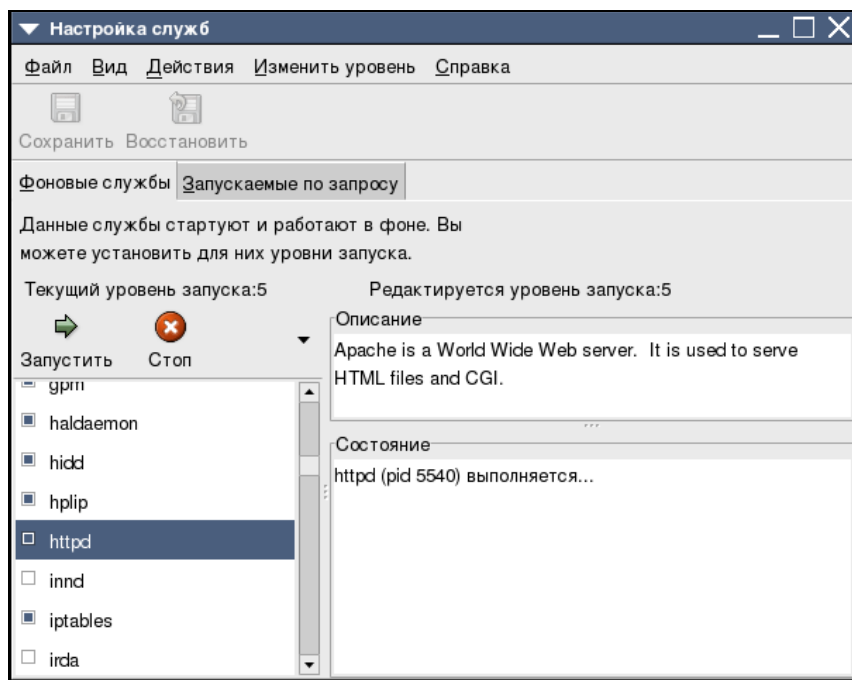 Настройка служб
Файл Вид Действия Изменить уровень Справка
Сохранить Восстановить
Фоновые службы Запускаемые по запросу
Данные службы стартуют и работают в фоне. Вы
можете установить для них уровни запуска.
Текущий уровень запуска:5 Редактируется уровень запуска:5
Запустить Стоп
gpm
haldaemon
hidd
hplip
httpd
innd
iptables
irda
Описание
Apache is a World Wide Web server. It is used to serve
HTML files and CGI.
Состояние
httpd (pid 5540) выполняется...